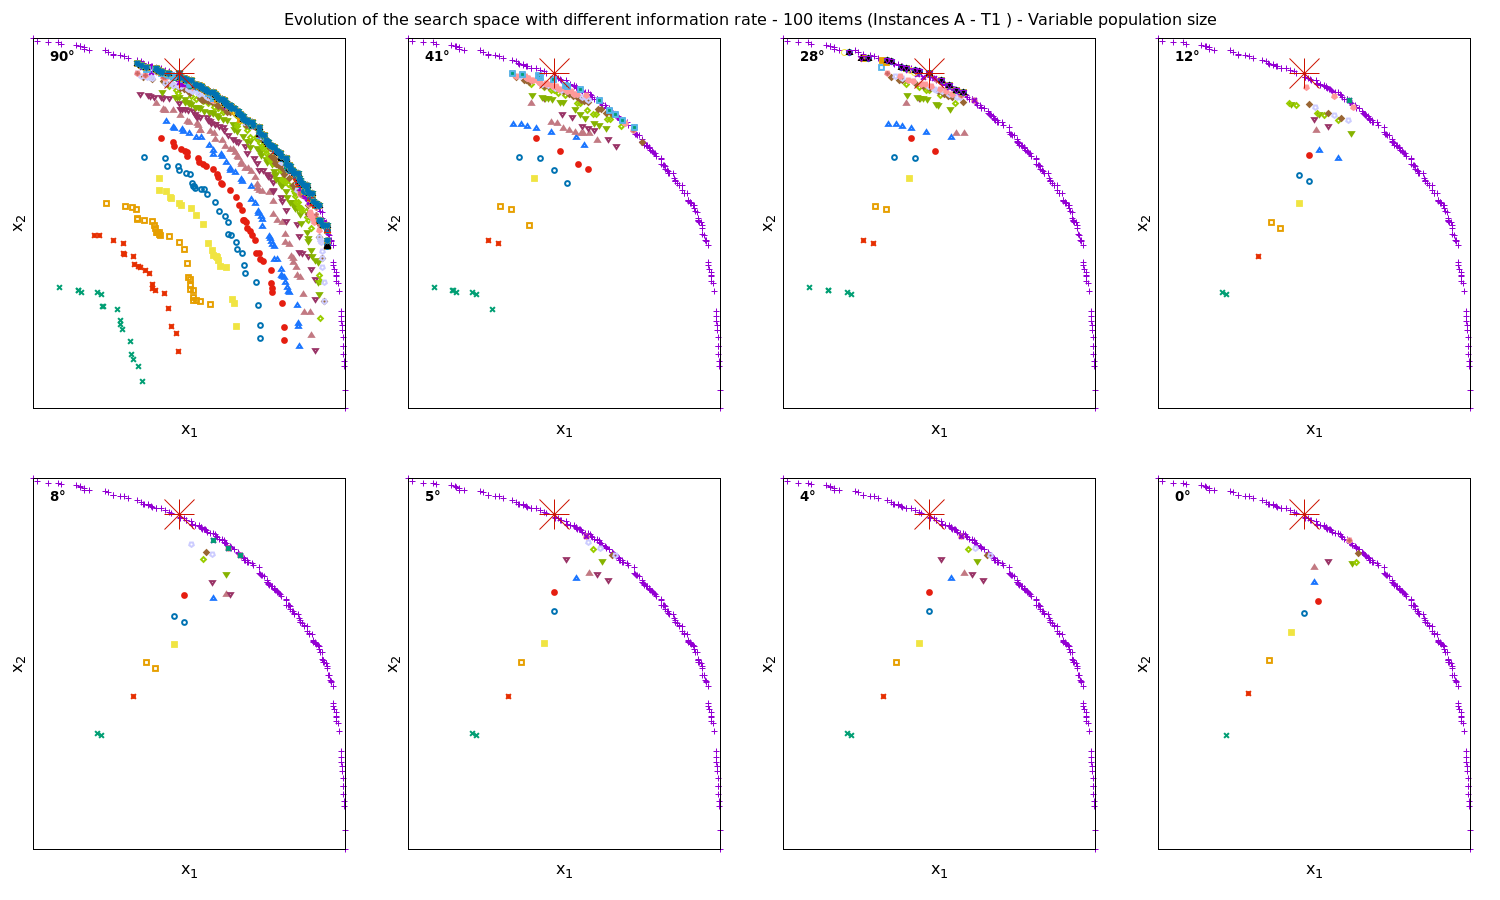 Evolution of the search space with different information rate - 100 items (Instances A - T1 ) - Variable population size
90°
41°
28°
12°
x₂
x₂
x₂
x₂
x₁
x₁
x₁
x₁
8°
5°
4°
0°
x₂
x₂
x₂
x₂
x₁
x₁
x₁
x₁